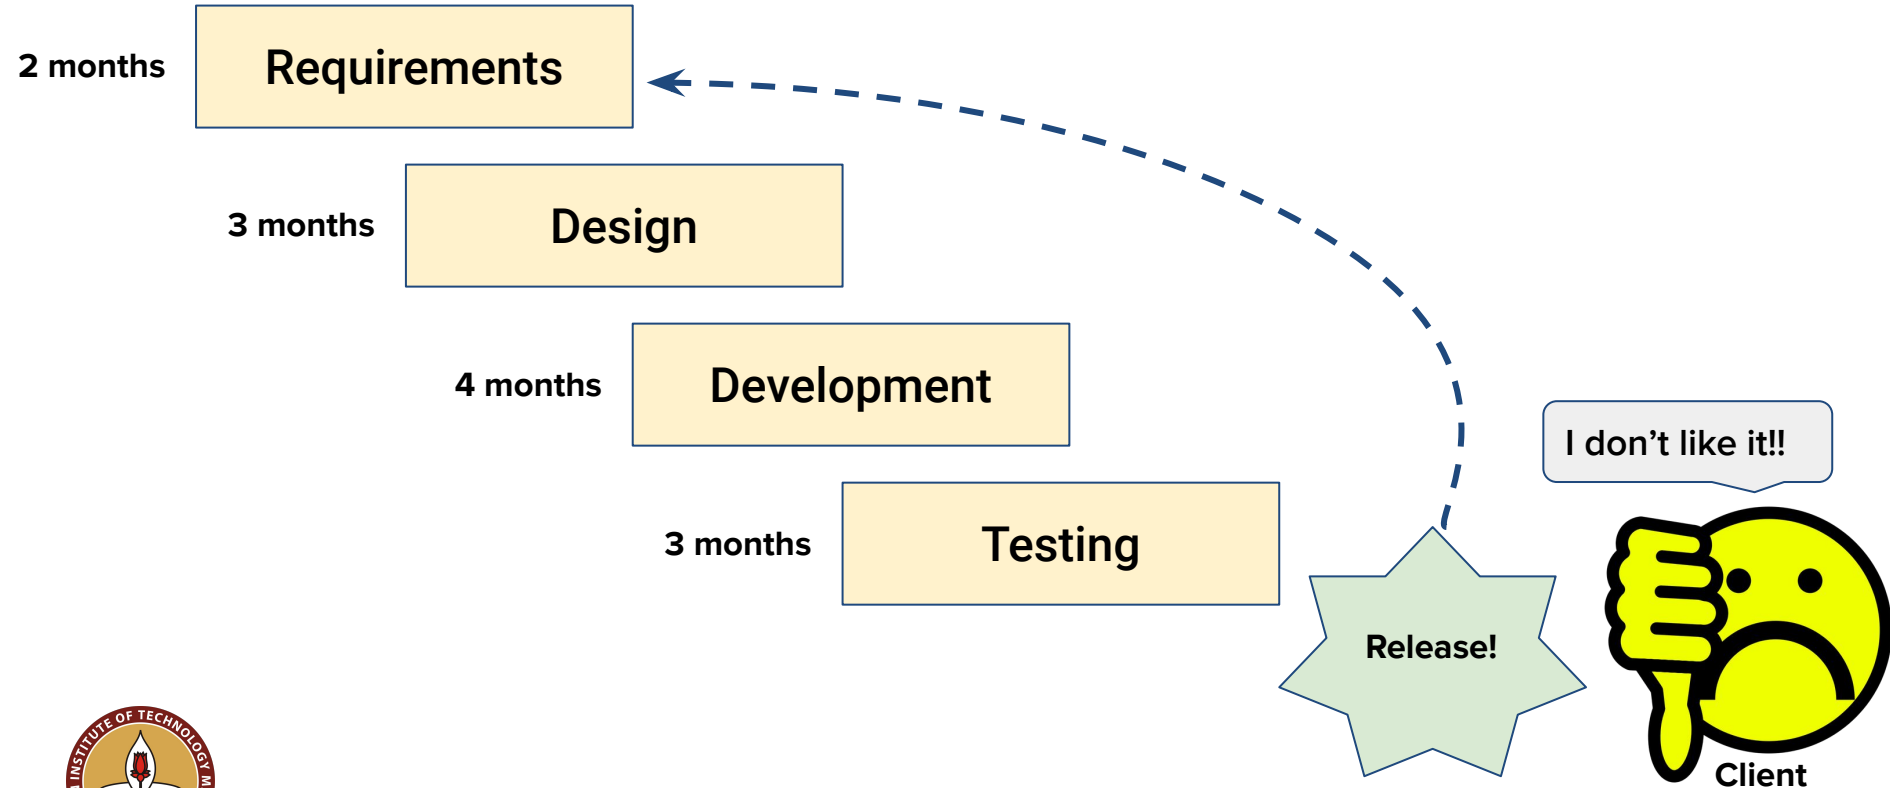 2 months
Requirements
3 months
Design
4 months
Development
I don’t like it!!
3 months
Testing
Release!
Client
INSTITUTE OF TECHNOLOGY M